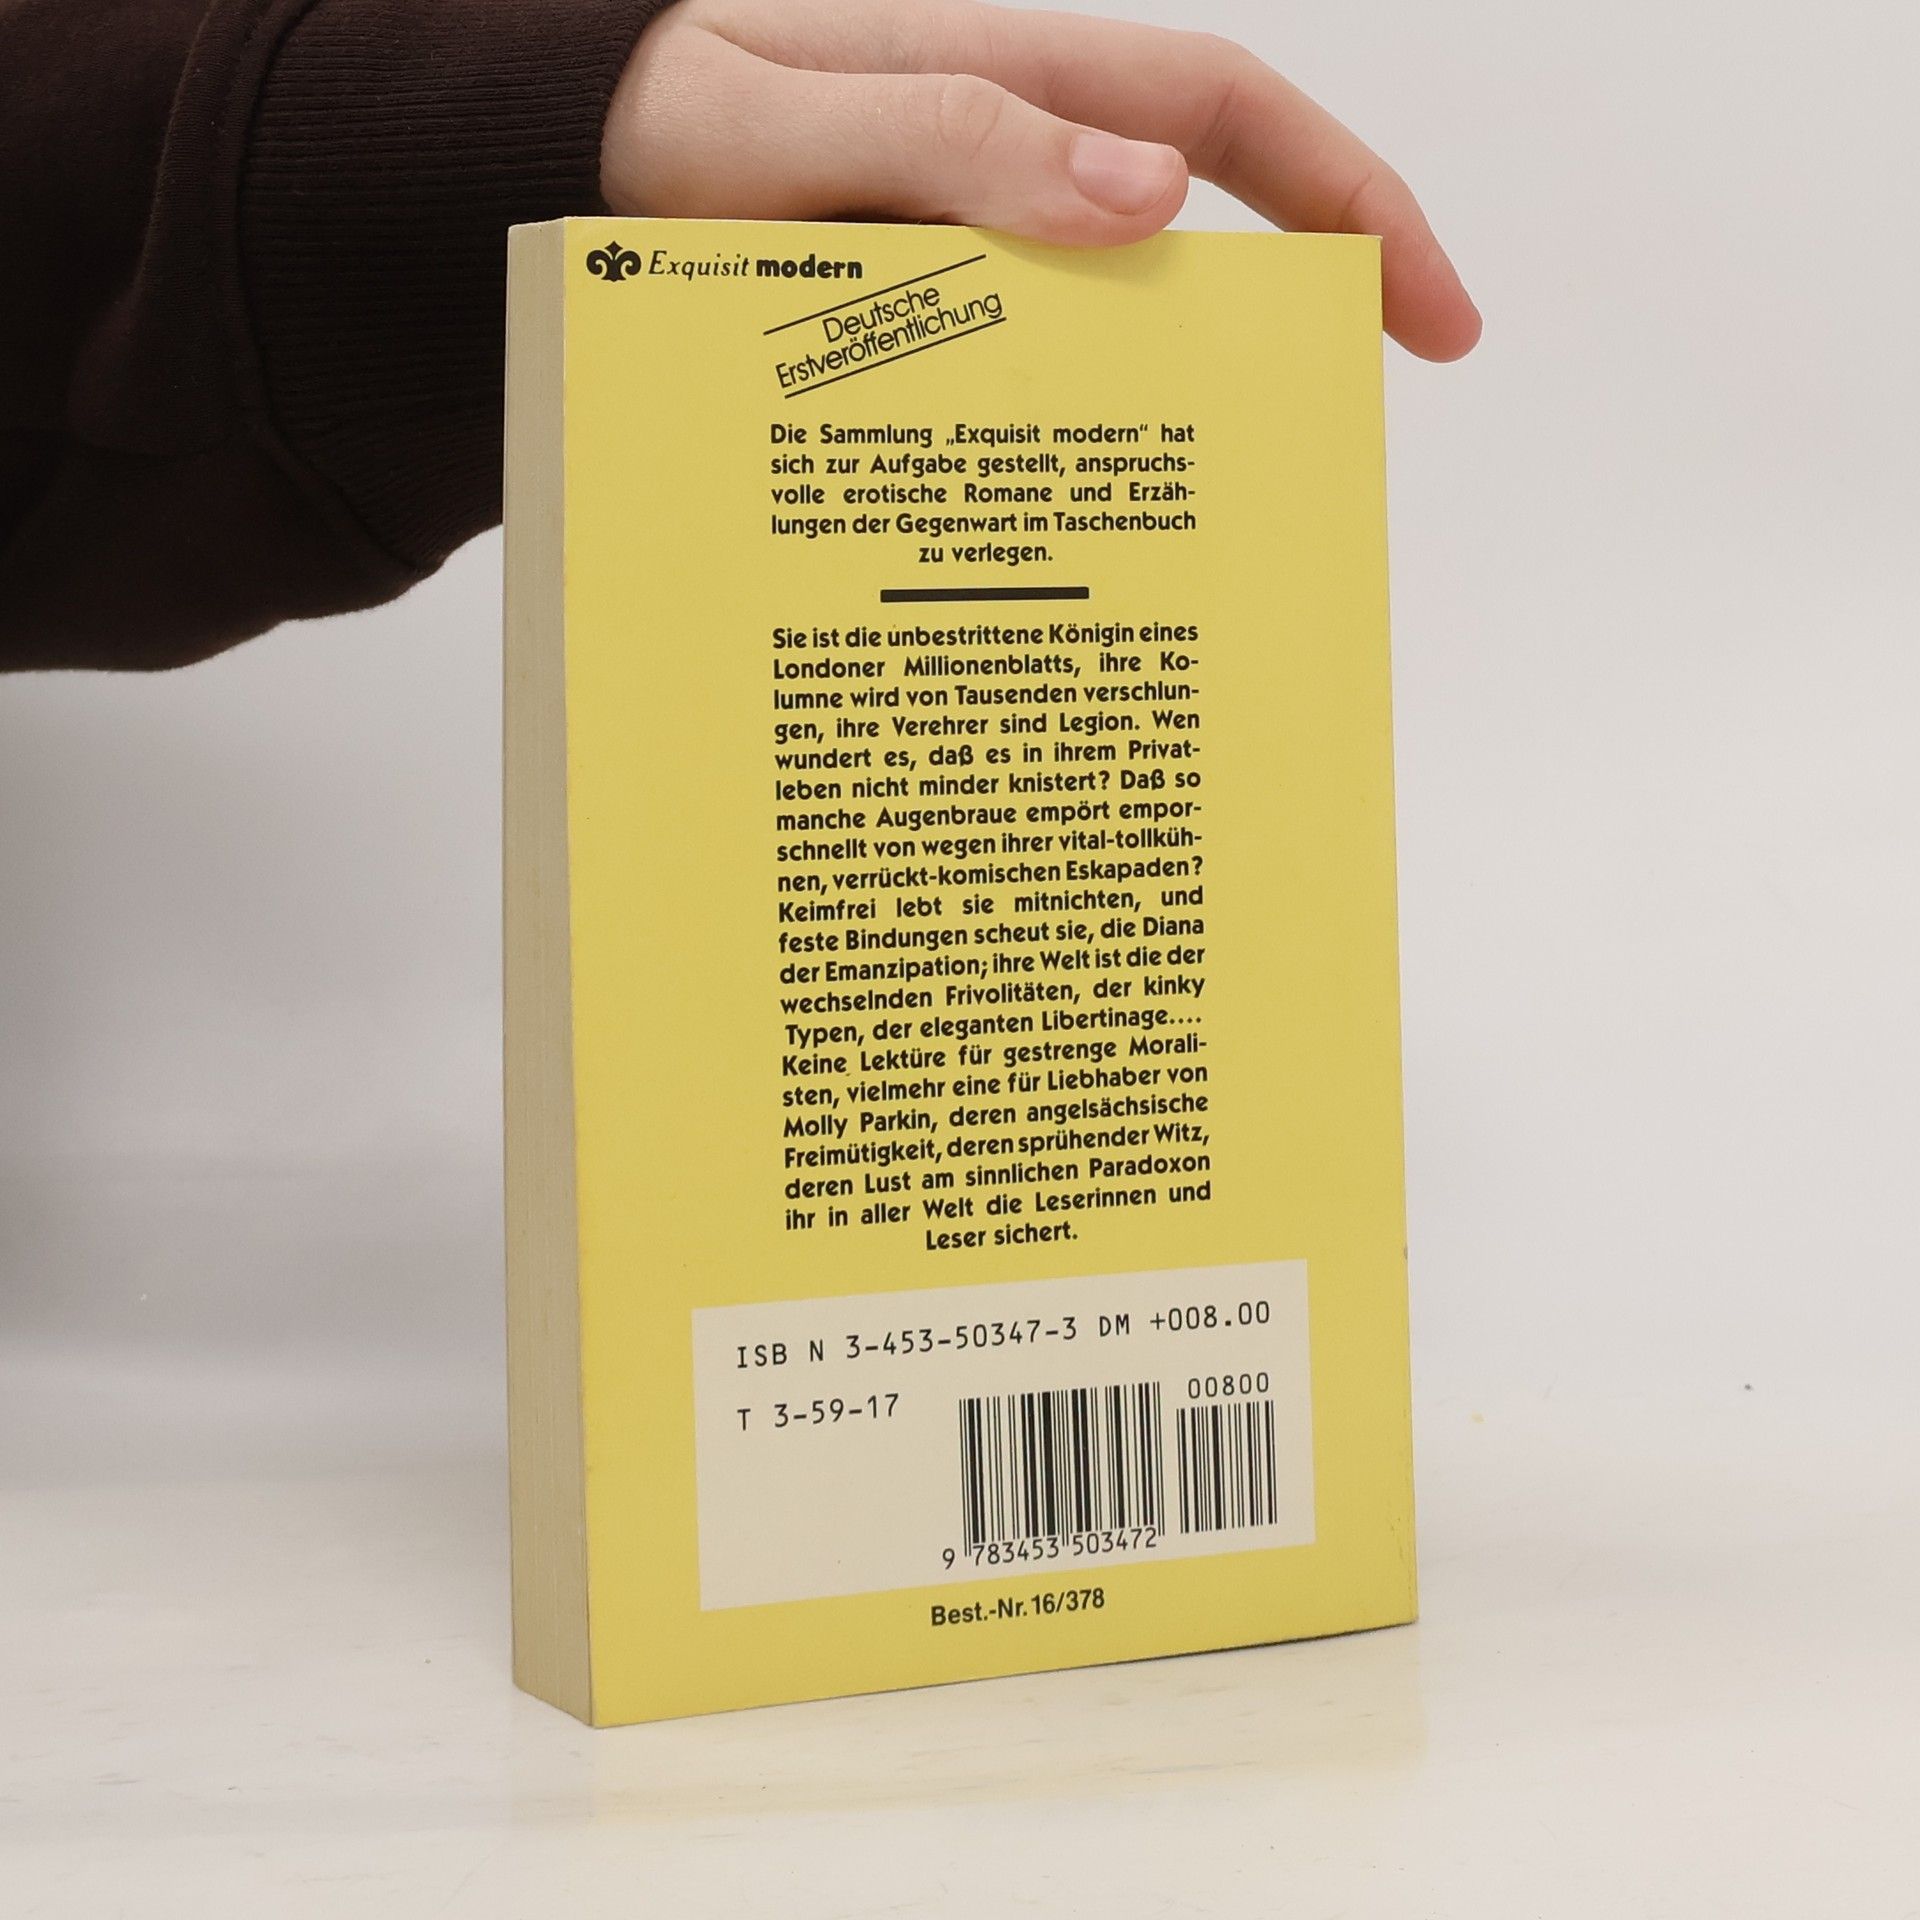 Exquisit modern
Deutsche
Erstveröffentlichung
Die Sammlung „Exquisit modern“ hat
sich zur Aufgabe gestellt, anspruchs-
volle erotische Romane und Erzäh-
lungen der Gegenwart im Taschenbuch
zu verlegen.
Sie ist die unbestrittene Königin eines
Londoner Millionenblatts, ihre Ko-
lumne wird von Tausenden verschlun-
gen, ihre Verehrer sind Legion. Wen
wundert es, daß es in ihrem Privat-
leben nicht minder knistert? Daß so
manche Augenbraue empört empor-
schnellt von wegen ihrer vital-tollküh-
nen, verrückt-komischen Eskapaden?
Keimfrei lebt sie mitnichten, und
feste Bindungen scheut sie, die Diana
der Emanzipation; ihre Welt ist die der
wechselnden Frivolitäten, der kinky
Typen, der eleganten Libertinage....
Keine Lektüre für gestrenge Morali-
sten, vielmehr eine für Liebhaber von
Molly Parkin, deren angelsächsische
Freimütigkeit, deren sprühender Witz,
deren Lust am sinnlichen Paradoxon
ihr in aller Welt die Leserinnen und
Leser sichert.
ISB N 3-453-50347-3 DM +008.00
T 3-59-17
00800
9 783453 503472
Best.-Nr. 16/378